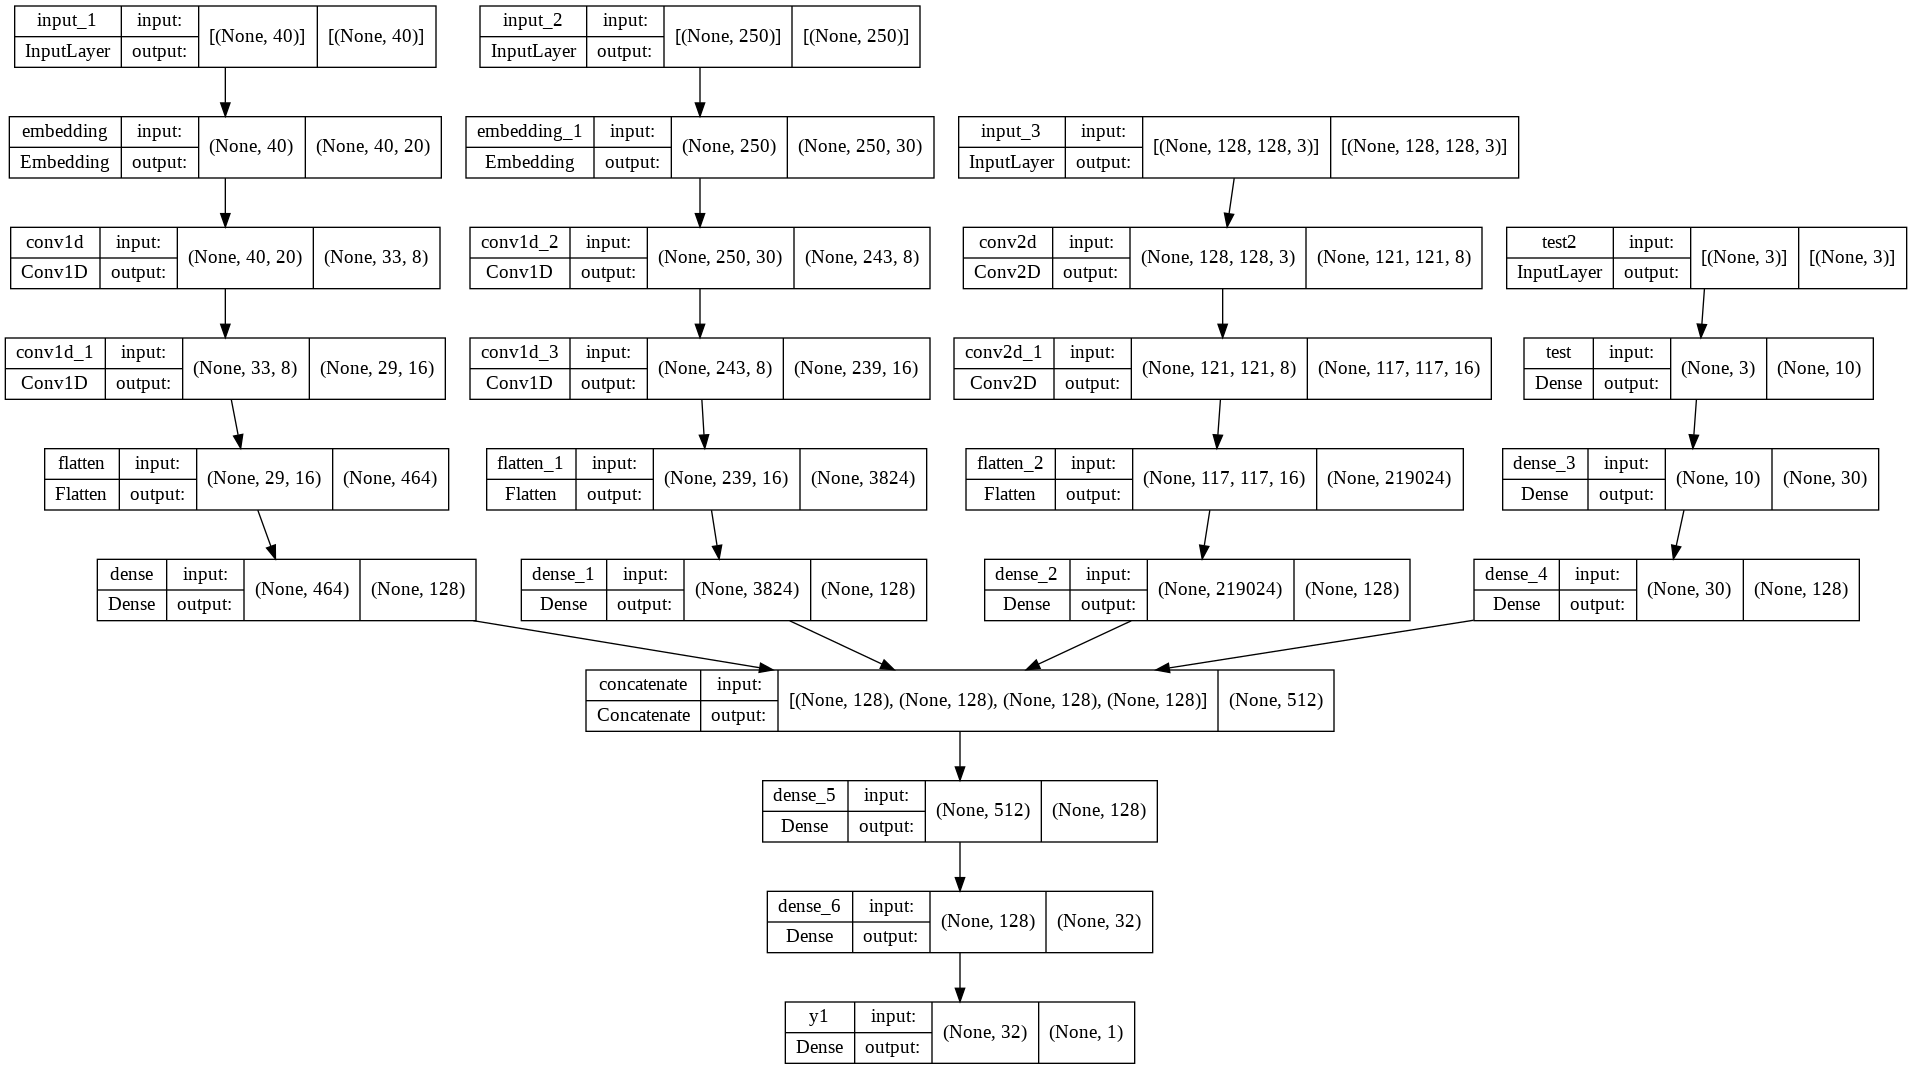 input_1 input: [(None, 40)] [(None, 40)]
InputLayer output:
input_2 input: [(None, 250)] [(None, 250)]
InputLayer output:
embedding input: (None, 40) (None, 40, 20)
Embedding output:
embedding_1 input: (None, 250) (None, 250, 30)
Embedding output:
input_3 input: [(None, 128, 128, 3)] [(None, 128, 128, 3)]
InputLayer output:
conv1d input: (None, 40, 20) (None, 33, 8)
Conv1D output:
conv1d_2 input: (None, 250, 30) (None, 243, 8)
Conv1D output:
conv2d input: (None, 128, 128, 3) (None, 121, 121, 8)
Conv2D output:
test2 input: [(None, 3)] [(None, 3)]
InputLayer output:
conv1d_1 input: (None, 33, 8) (None, 29, 16)
Conv1D output:
conv1d_3 input: (None, 243, 8) (None, 239, 16)
Conv1D output:
conv2d_1 input: (None, 121, 121, 8) (None, 117, 117, 16)
Conv2D output:
test input: (None, 3) (None, 10)
Dense output:
flatten input: (None, 29, 16) (None, 464)
Flatten output:
flatten_1 input: (None, 239, 16) (None, 3824)
Flatten output:
flatten_2 input: (None, 117, 117, 16) (None, 219024)
Flatten output:
dense_3 input: (None, 10) (None, 30)
Dense output:
dense input: (None, 464) (None, 128)
Dense output:
dense_1 input: (None, 3824) (None, 128)
Dense output:
dense_2 input: (None, 219024) (None, 128)
Dense output:
dense_4 input: (None, 30) (None, 128)
Dense output:
concatenate input: [(None, 128), (None, 128), (None, 128), (None, 128)] (None, 512)
Concatenate output:
dense_5 input: (None, 512) (None, 128)
Dense output:
dense_6 input: (None, 128) (None, 32)
Dense output:
y1 input: (None, 32) (None, 1)
Dense output: